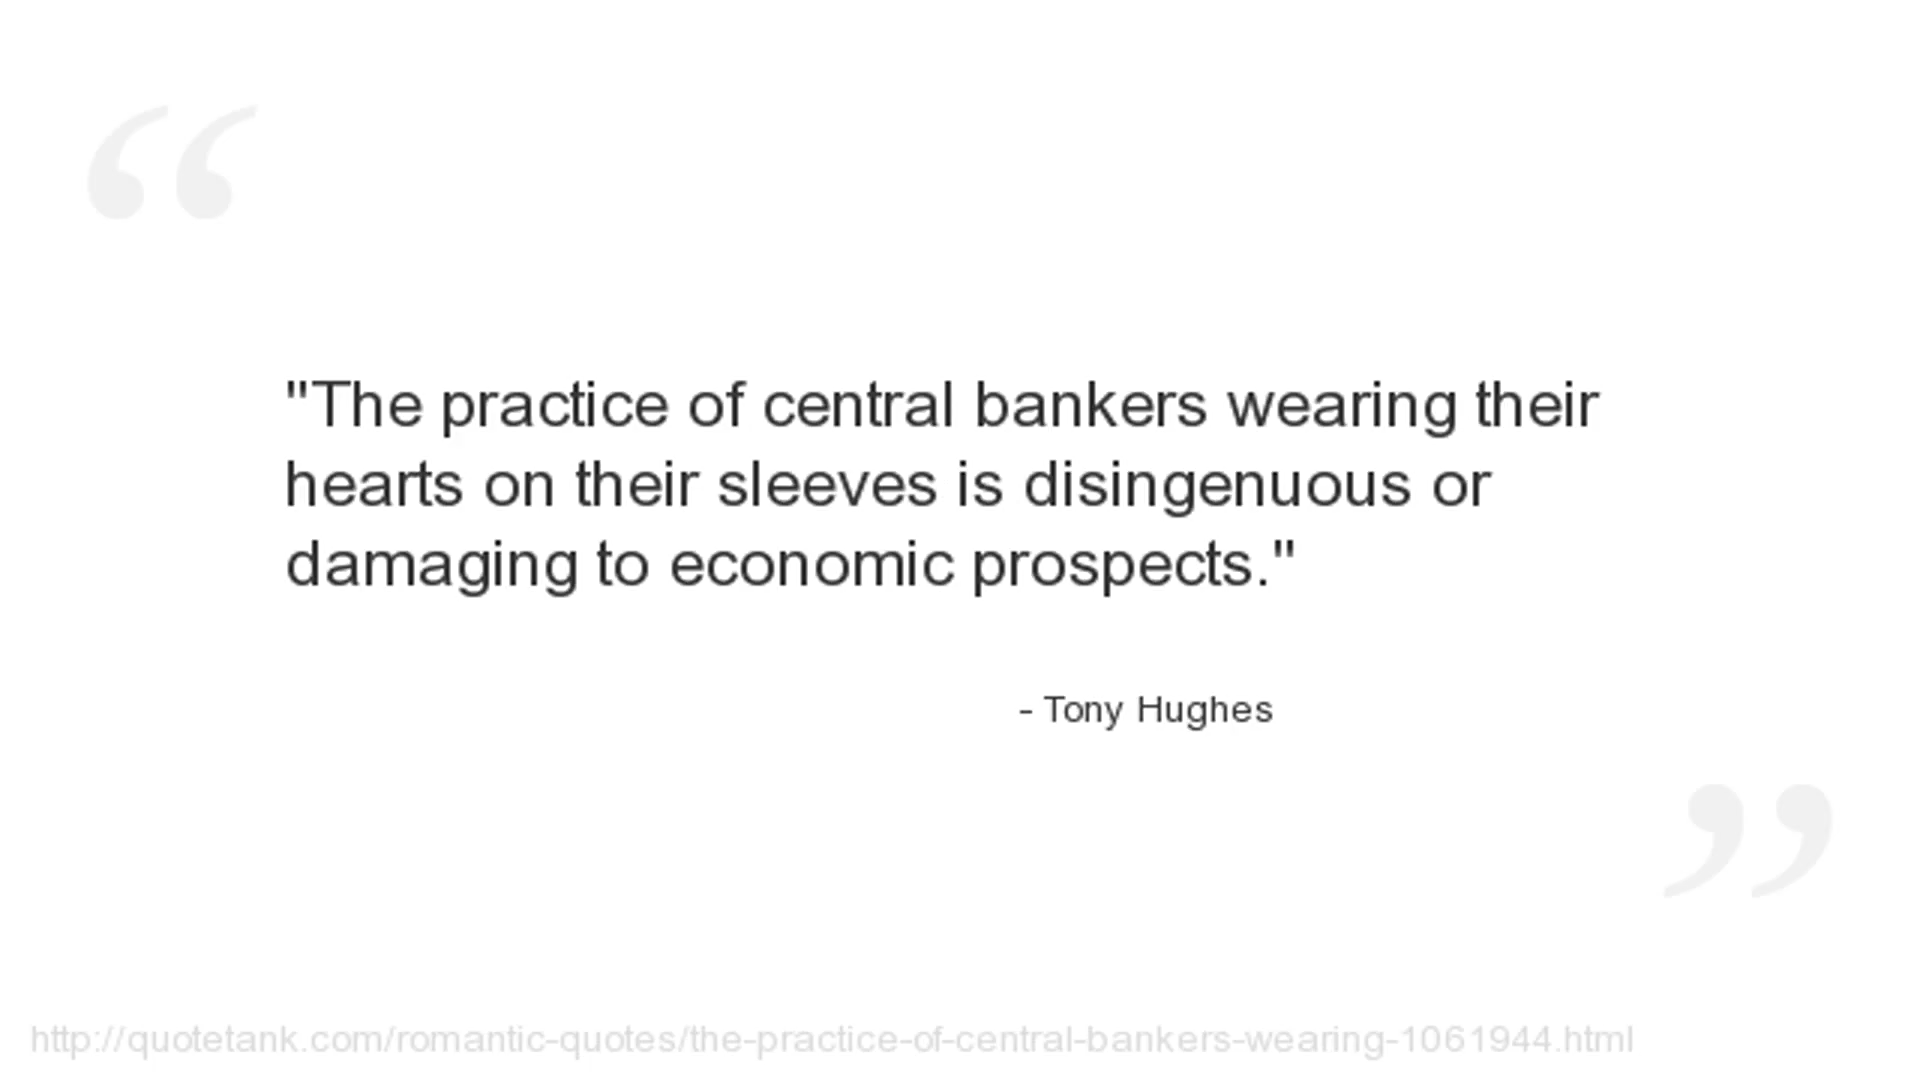 "The practice of central bankers wearing their
hearts on their sleeves is disingenuous or
damaging to economic prospects."
- Tony Hughes
http://quotetank.com/romantic-quotes/the-practice-of-central-bankers-wearing-1061944.html